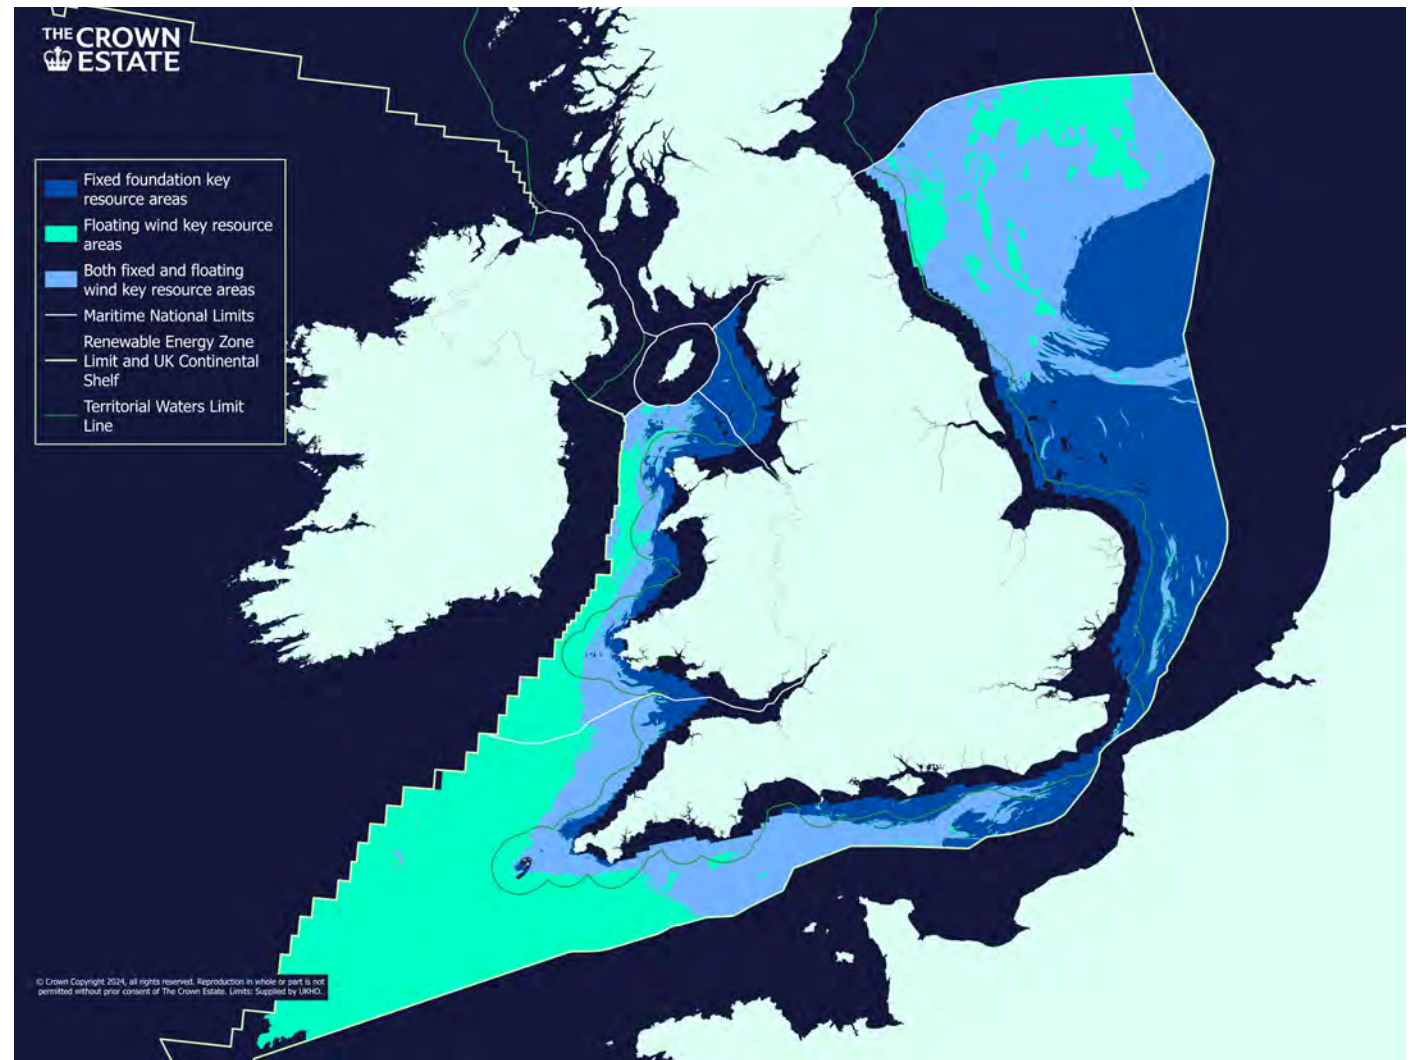 THE CROWN
ESTATE
Fixed foundation key
resource areas
Floating wind key resource
areas
Both fixed and floating
wind key resource areas
Maritime National Limits
Renewable Energy Zone
Limit and UK Continental
Shelf
Territorial Waters Limit
Line
© Crown Copyright 2024, all rights reserved. Reproduction in whole or part is not
permitted without prior consent of The Crown Estate. Limits: Supplied by UKHO.